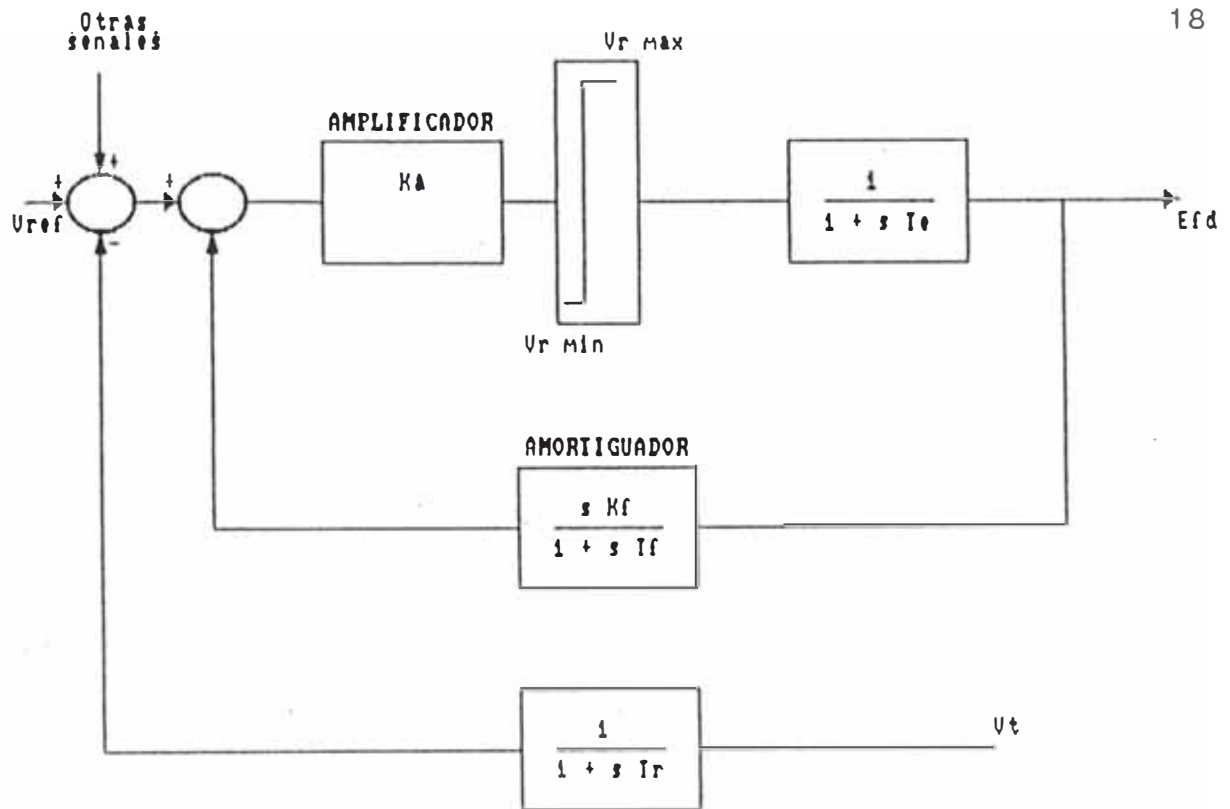 18
Otras
senales
Vr max
AMPLIFICADOR
Ka
+
+
+
-
Vref
1
1 + s Te
Efd
Vr min
AMORTIGUADOR
s Kf
1 + s Tf
1
1 + s Tr
Vt